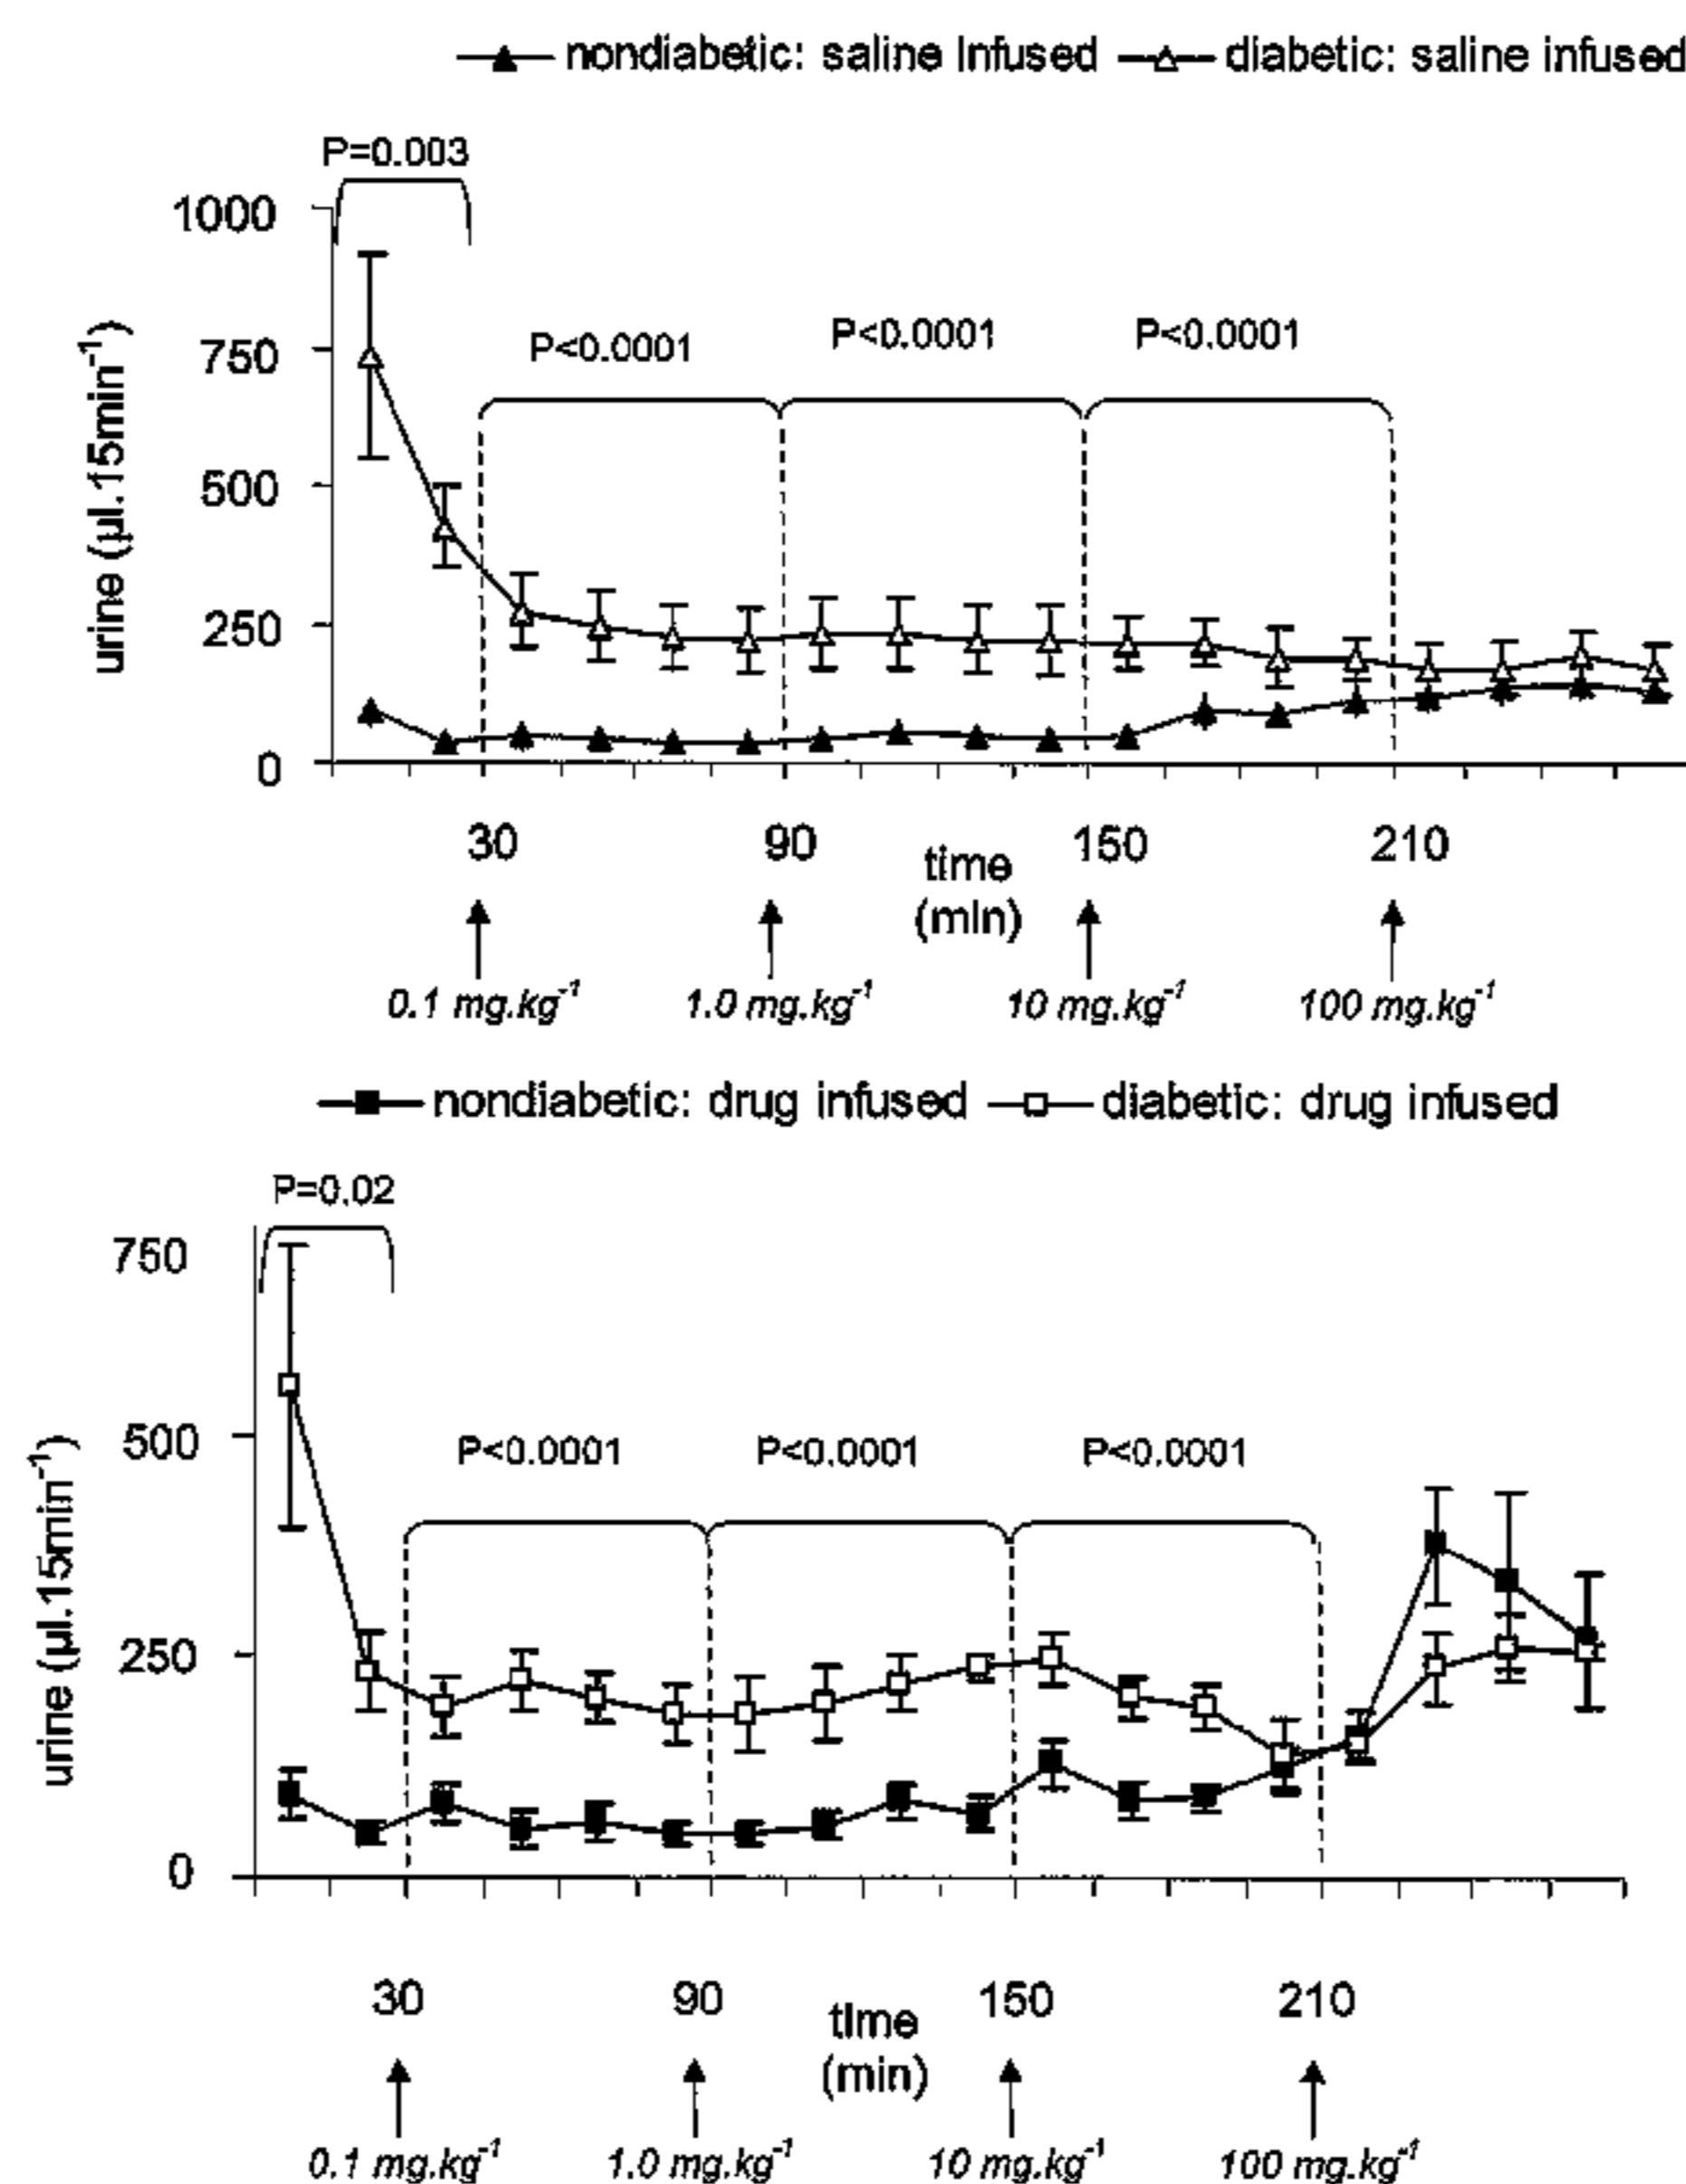 nondiabetic: saline Infused diabetic: saline infused
P=0.003
1000
P<0.0001 P<0.0001 P<0.0001
750
500
250
0
urine (µl.15min⁻¹)
30 90 150 210
time
(min)
0.1 mg.kg⁻¹ 1.0 mg.kg⁻¹ 10 mg.kg⁻¹ 100 mg.kg⁻¹
nondiabetic: drug infused diabetic: drug infused
P=0.02
750
500
P<0.0001 P<0.0001 P<0.0001
250
0
urine (µl.15min⁻¹)
30 90 150 210
time
(min)
0.1 mg.kg⁻¹ 1.0 mg.kg⁻¹ 10 mg.kg⁻¹ 100 mg.kg⁻¹